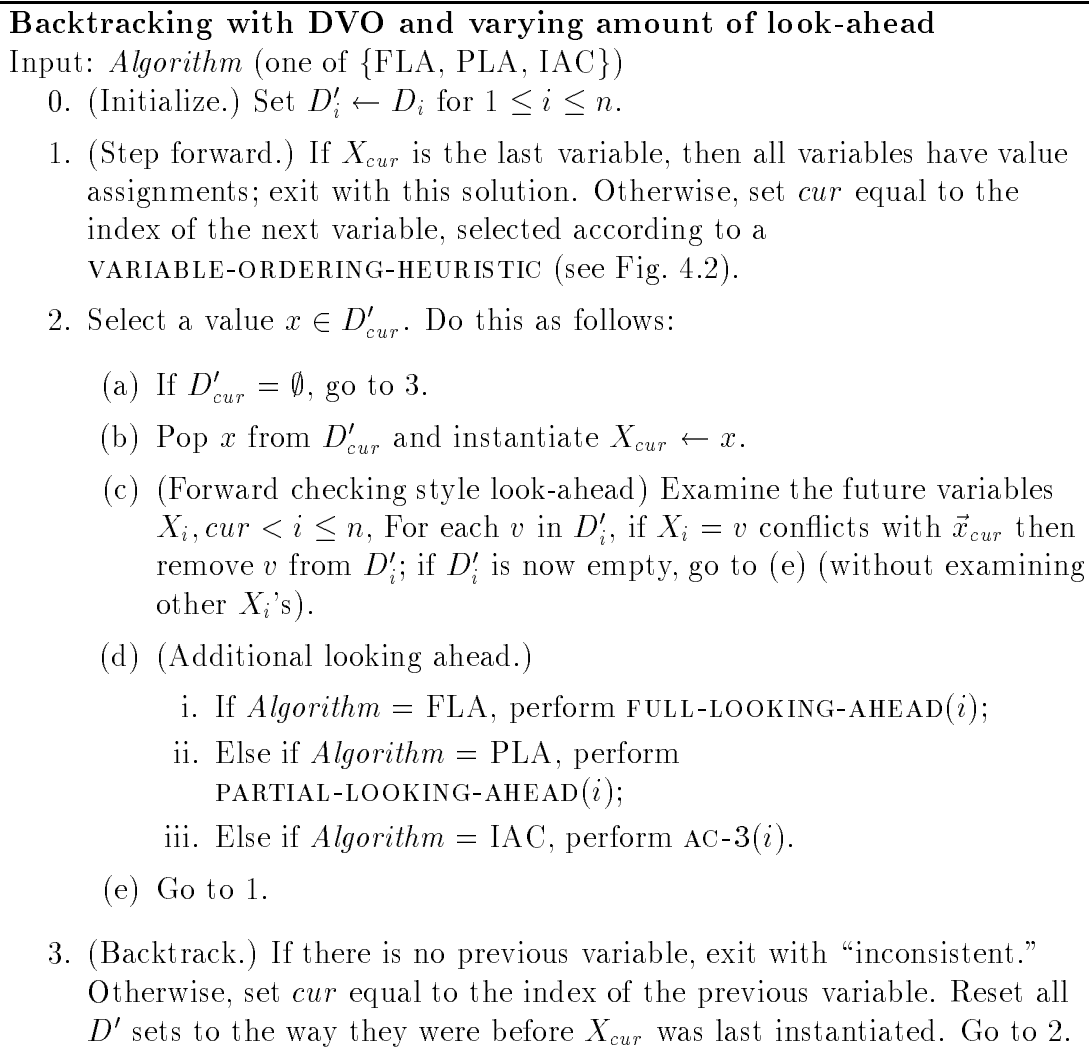 Backtracking with DVO and varying amount of look-ahead
Input: Algorithm (one of {FLA, PLA, IAC})
0. (Initialize.) Set D′ᵢ ← Dᵢ for 1 ≤ i ≤ n.
1. (Step forward.) If X_cur is the last variable, then all variables have value
assignments; exit with this solution. Otherwise, set cur equal to the
index of the next variable, selected according to a
VARIABLE-ORDERING-HEURISTIC (see Fig. 4.2).
2. Select a value x ∈ D′_cur. Do this as follows:
(a) If D′_cur = ∅, go to 3.
(b) Pop x from D′_cur and instantiate X_cur ← x.
(c) (Forward checking style look-ahead) Examine the future variables
Xᵢ, cur < i ≤ n, For each v in D′ᵢ, if Xᵢ = v conflicts with x⃗_cur then
remove v from D′ᵢ; if D′ᵢ is now empty, go to (e) (without examining
other Xᵢ's).
(d) (Additional looking ahead.)
i. If Algorithm = FLA, perform FULL-LOOKING-AHEAD(i);
ii. Else if Algorithm = PLA, perform
PARTIAL-LOOKING-AHEAD(i);
iii. Else if Algorithm = IAC, perform AC-3(i).
(e) Go to 1.
3. (Backtrack.) If there is no previous variable, exit with “inconsistent.”
Otherwise, set cur equal to the index of the previous variable. Reset all
D′ sets to the way they were before X_cur was last instantiated. Go to 2.